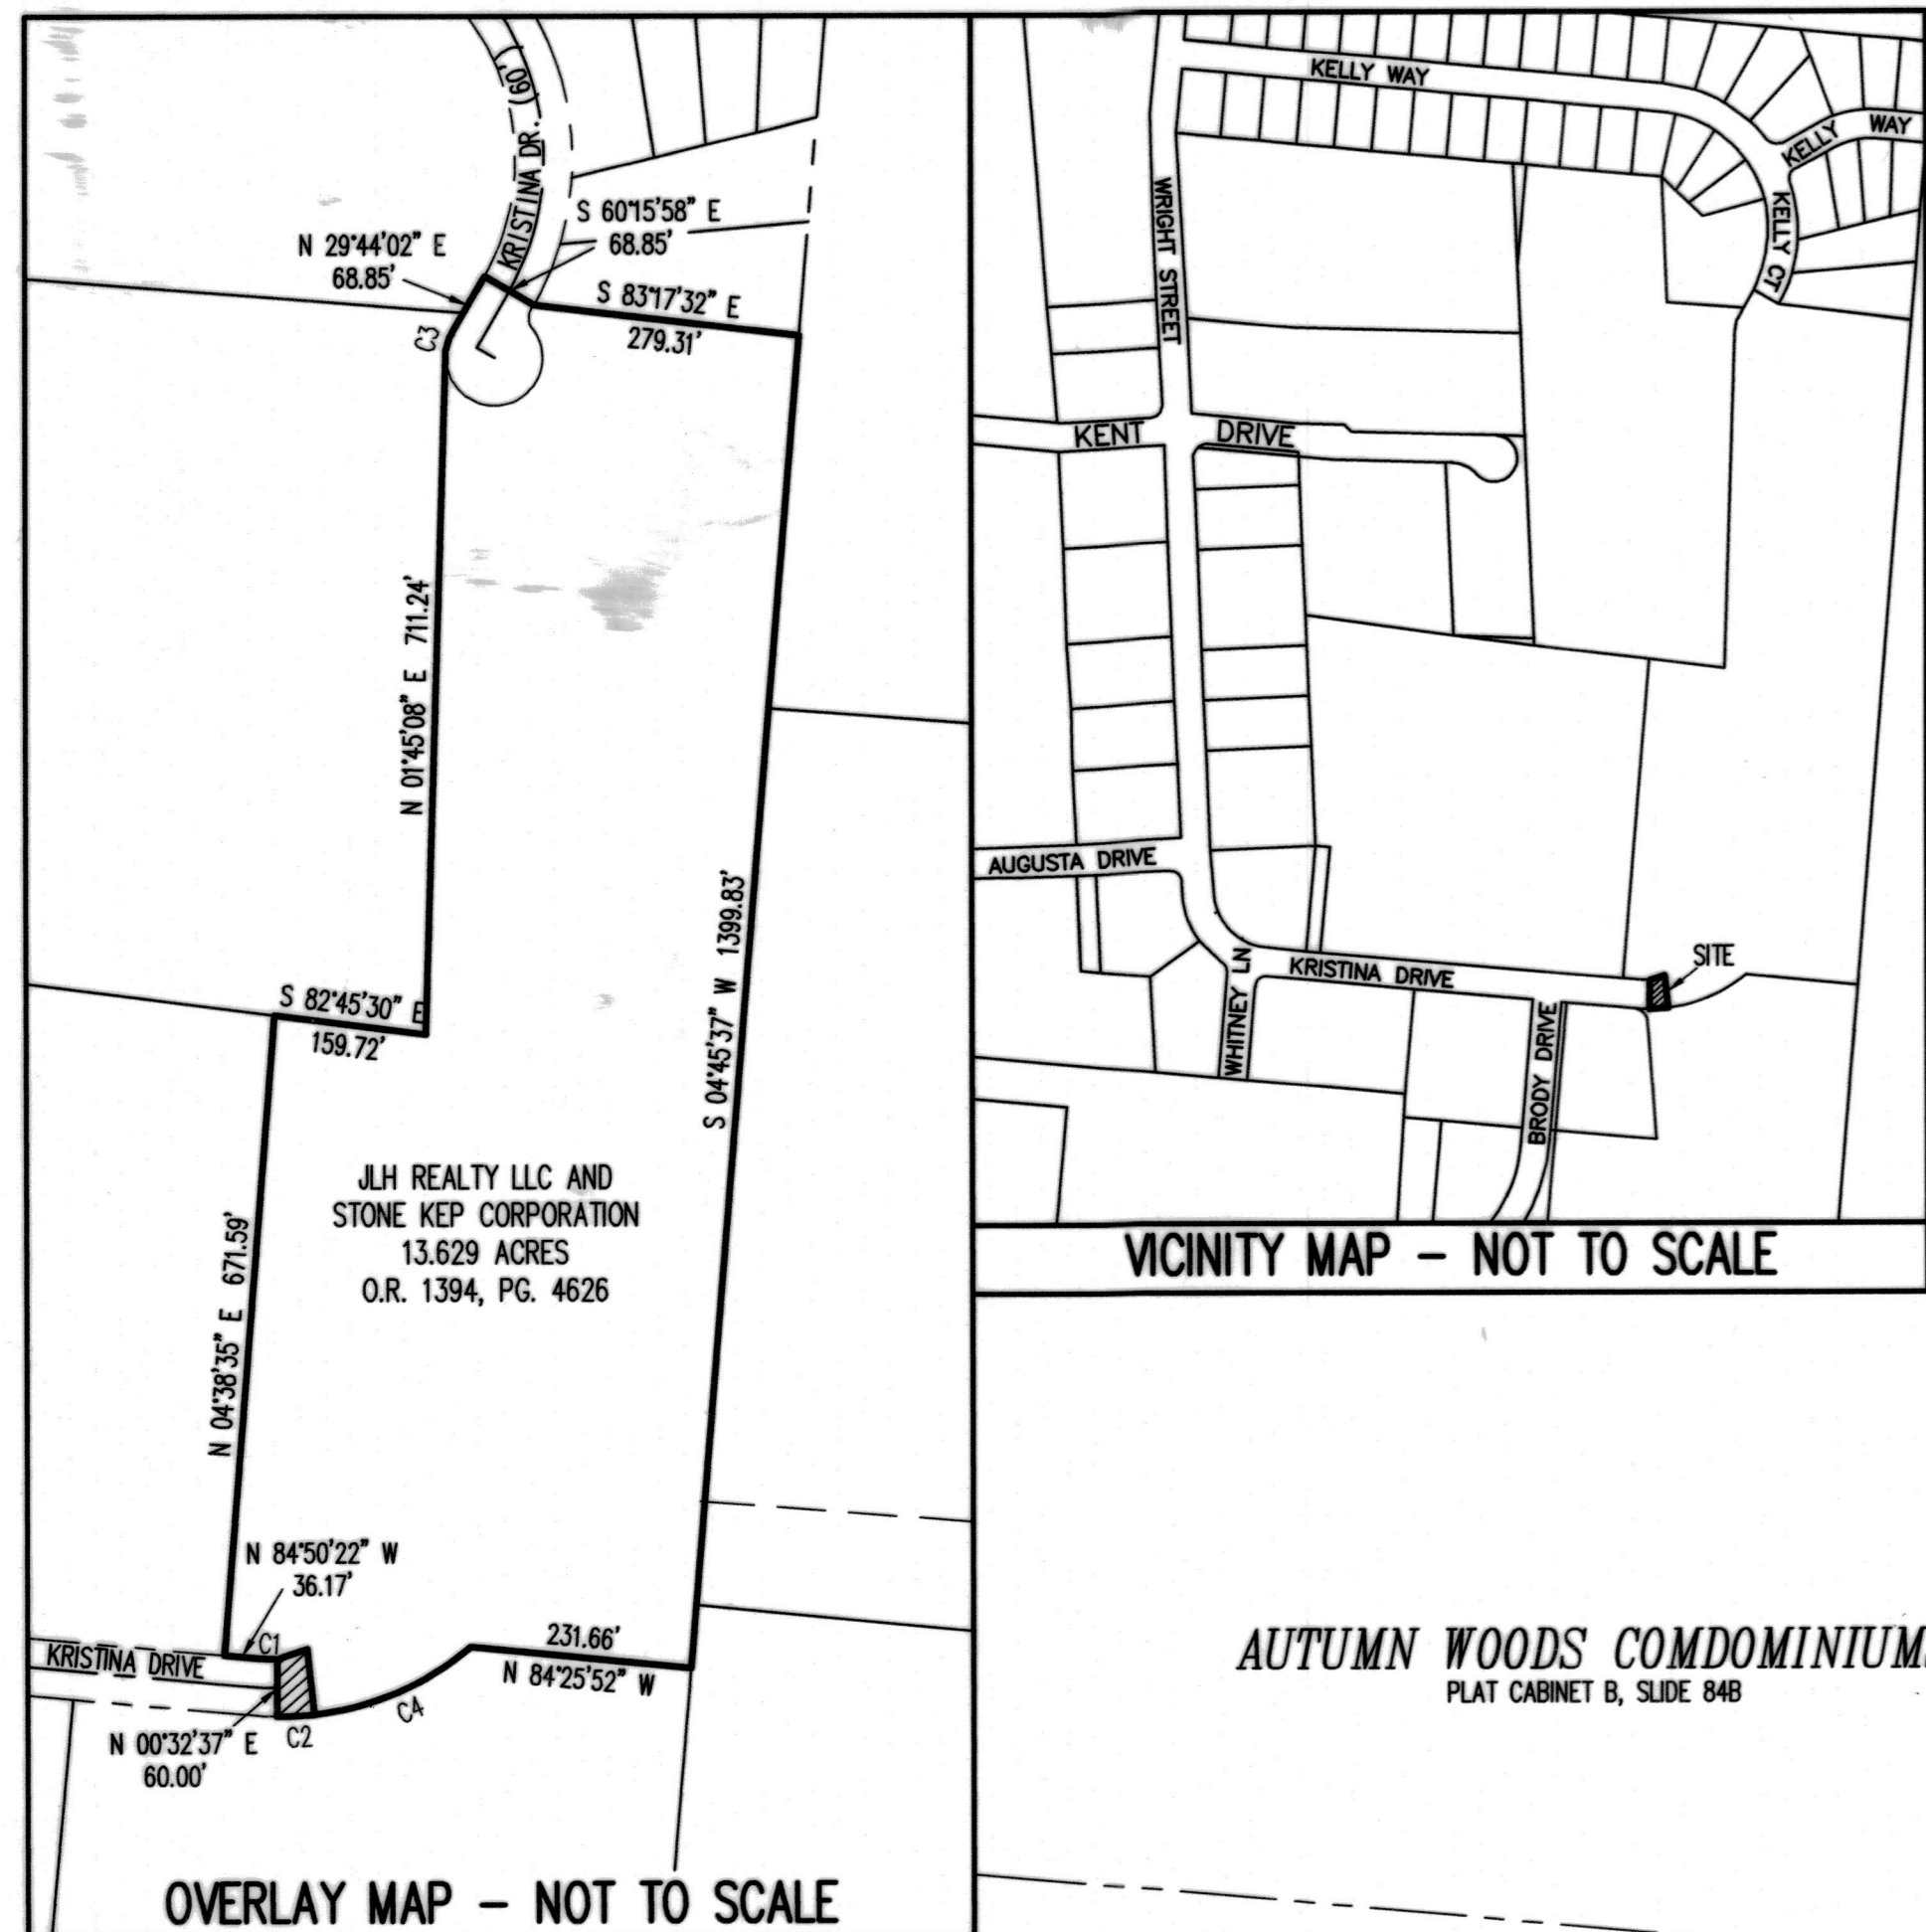 KRISTINA DR. (60')
S 60°15'58" E
68.85'
N 29°44'02" E
68.85'
S 83°17'32" E
279.31'
C3
N 01°45'08" E 711.24'
S 04°45'37" W 1399.83'
S 82°45'30" E
159.72'
JLH REALTY LLC AND
STONE KEP CORPORATION
13.629 ACRES
O.R. 1394, PG. 4626
N 04°38'35" E 671.59'
N 84°50'22" W
36.17'
C1
KRISTINA DRIVE
231.66'
N 84°25'52" W
C4
C2
N 00°32'37" E
60.00'
OVERLAY MAP - NOT TO SCALE
KELLY WAY
KELLY WAY
KELLY CT
WRIGHT STREET
KENT DRIVE
AUGUSTA DRIVE
WHITNEY LN
KRISTINA DRIVE
SITE
BRODY DRIVE
VICINITY MAP - NOT TO SCALE
AUTUMN WOODS COMDOMINIUM
PLAT CABINET B, SLIDE 84B